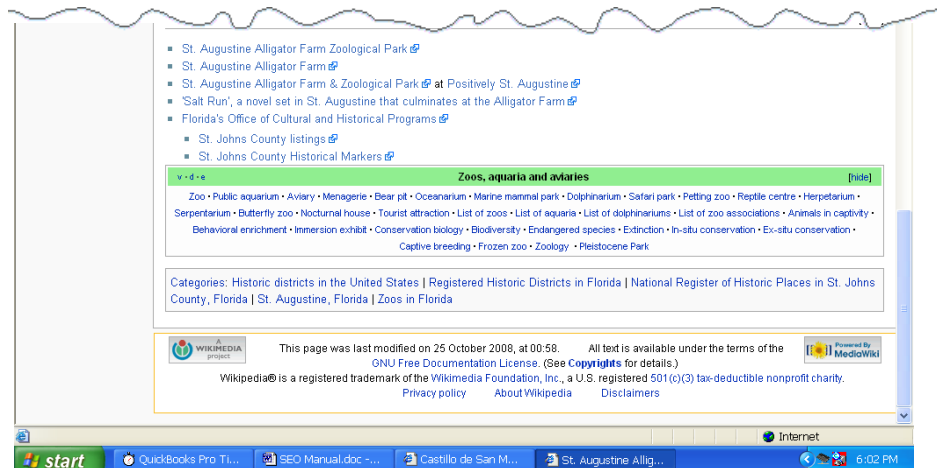 St. Augustine Alligator Farm Zoological Park
St. Augustine Alligator Farm
St. Augustine Alligator Farm & Zoological Park at Positively St. Augustine
'Salt Run', a novel set in St. Augustine that culminates at the Alligator Farm
Florida's Office of Cultural and Historical Programs
St. Johns County listings
St. Johns County Historical Markers
v • d • e Zoos, aquaria and aviaries [hide]
Zoo • Public aquarium • Aviary • Menagerie • Bear pit • Oceanarium • Marine mammal park • Dolphinarium • Safari park • Petting zoo • Reptile centre • Herpetarium •
Serpentarium • Butterfly zoo • Nocturnal house • Tourist attraction • List of zoos • List of aquaria • List of dolphinariums • List of zoo associations • Animals in captivity •
Behavioral enrichment • Immersion exhibit • Conservation biology • Biodiversity • Endangered species • Extinction • In-situ conservation • Ex-situ conservation •
Captive breeding • Frozen zoo • Zoology • Pleistocene Park
Categories: Historic districts in the United States | Registered Historic Districts in Florida | National Register of Historic Places in St. Johns
County, Florida | St. Augustine, Florida | Zoos in Florida
A
WIKIMEDIA
project
This page was last modified on 25 October 2008, at 00:58. All text is available under the terms of the
GNU Free Documentation License. (See Copyrights for details.)
Wikipedia® is a registered trademark of the Wikimedia Foundation, Inc., a U.S. registered 501(c)(3) tax-deductible nonprofit charity.
Privacy policy About Wikipedia Disclaimers
Powered By
MediaWiki
Internet
start QuickBooks Pro Ti... SEO Manual.doc -... Castillo de San M... St. Augustine Allig... 6:02 PM